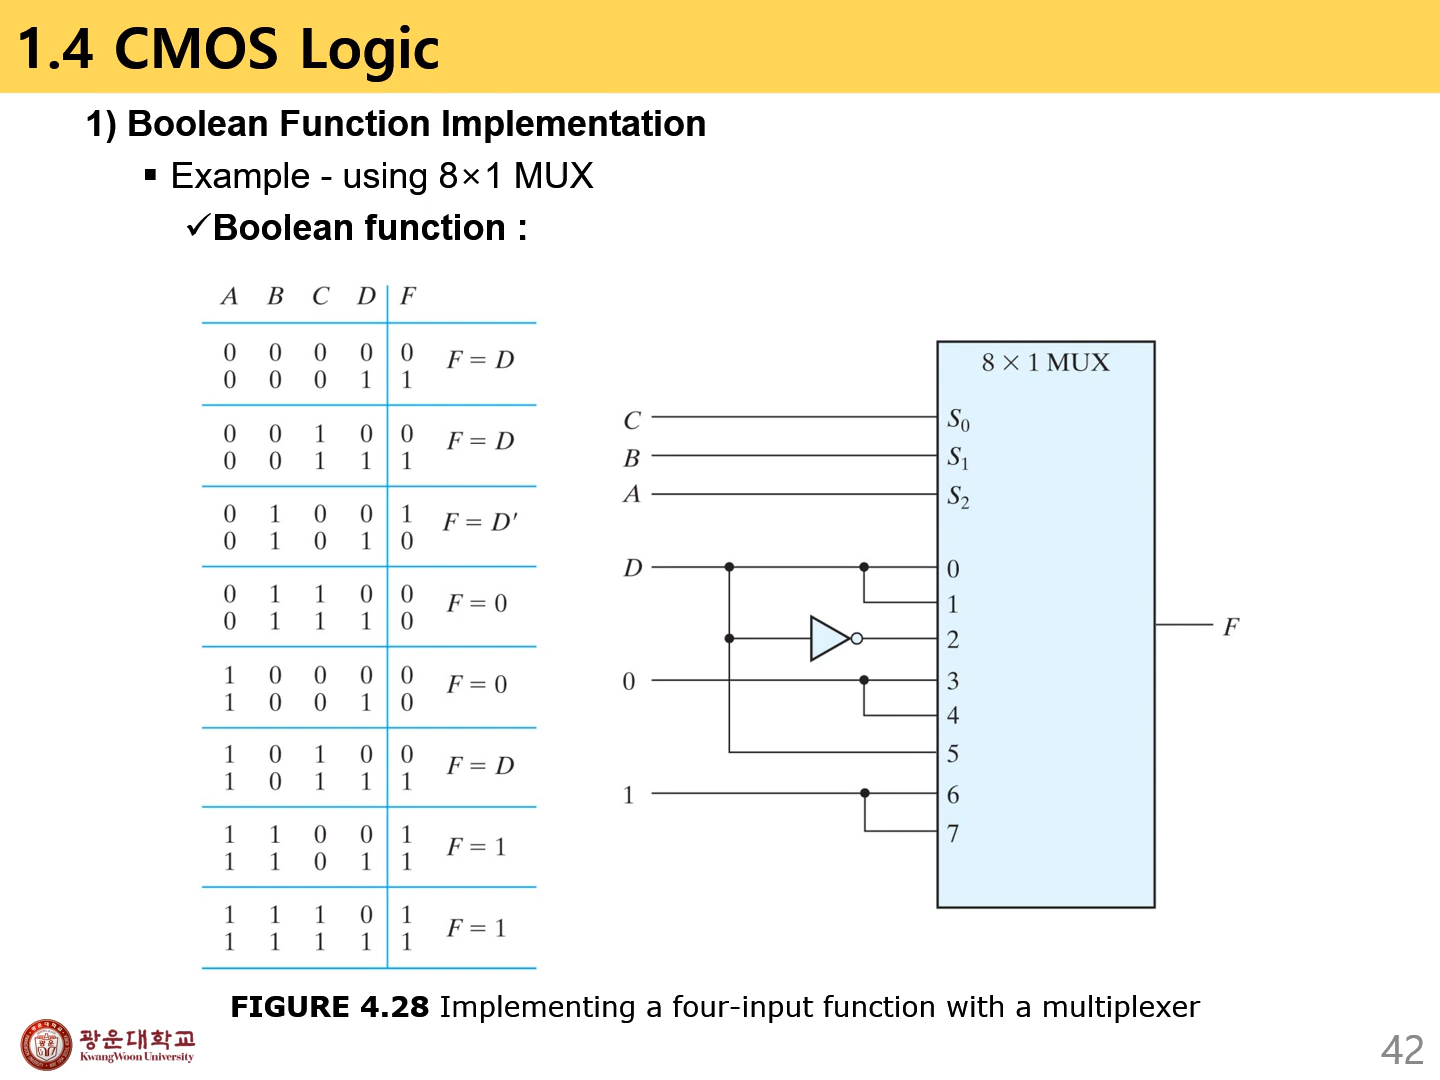 1.4 CMOS Logic
1) Boolean Function Implementation
▪ Example - using 8×1 MUX
✓Boolean function :
A B C D F
0 0 0 0 0
0 0 0 1 1
F = D
0 0 1 0 0
0 0 1 1 1
F = D
0 1 0 0 1
0 1 0 1 0
F = D′
0 1 1 0 0
0 1 1 1 0
F = 0
1 0 0 0 0
1 0 0 1 0
F = 0
1 0 1 0 0
1 0 1 1 1
F = D
1 1 0 0 1
1 1 0 1 1
F = 1
1 1 1 0 1
1 1 1 1 1
F = 1
8 × 1 MUX
C S0
B S1
A S2
D 0
1
2
0 3
4
5
1 6
7
F
FIGURE 4.28 Implementing a four-input function with a multiplexer
광운대학교
KwangWoon University
42